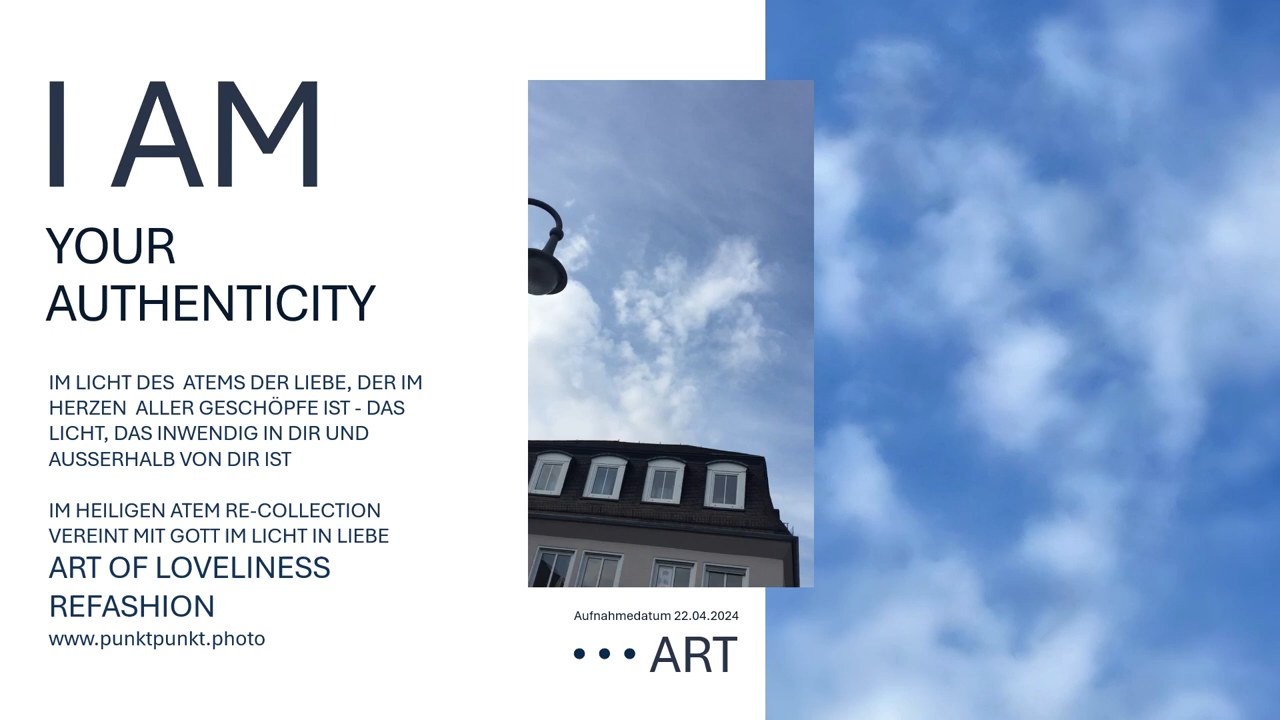 I AM
YOUR
AUTHENTICITY
IM LICHT DES  ATEMS DER LIEBE, DER IM
HERZEN  ALLER GESCHÖPFE IST - DAS
LICHT, DAS INWENDIG IN DIR UND
AUSSERHALB VON DIR IST
IM HEILIGEN ATEM RE-COLLECTION
VEREINT MIT GOTT IM LICHT IN LIEBE
ART OF LOVELINESS
REFASHION
www.punktpunkt.photo
Aufnahmedatum 22.04.2024
• • • ART